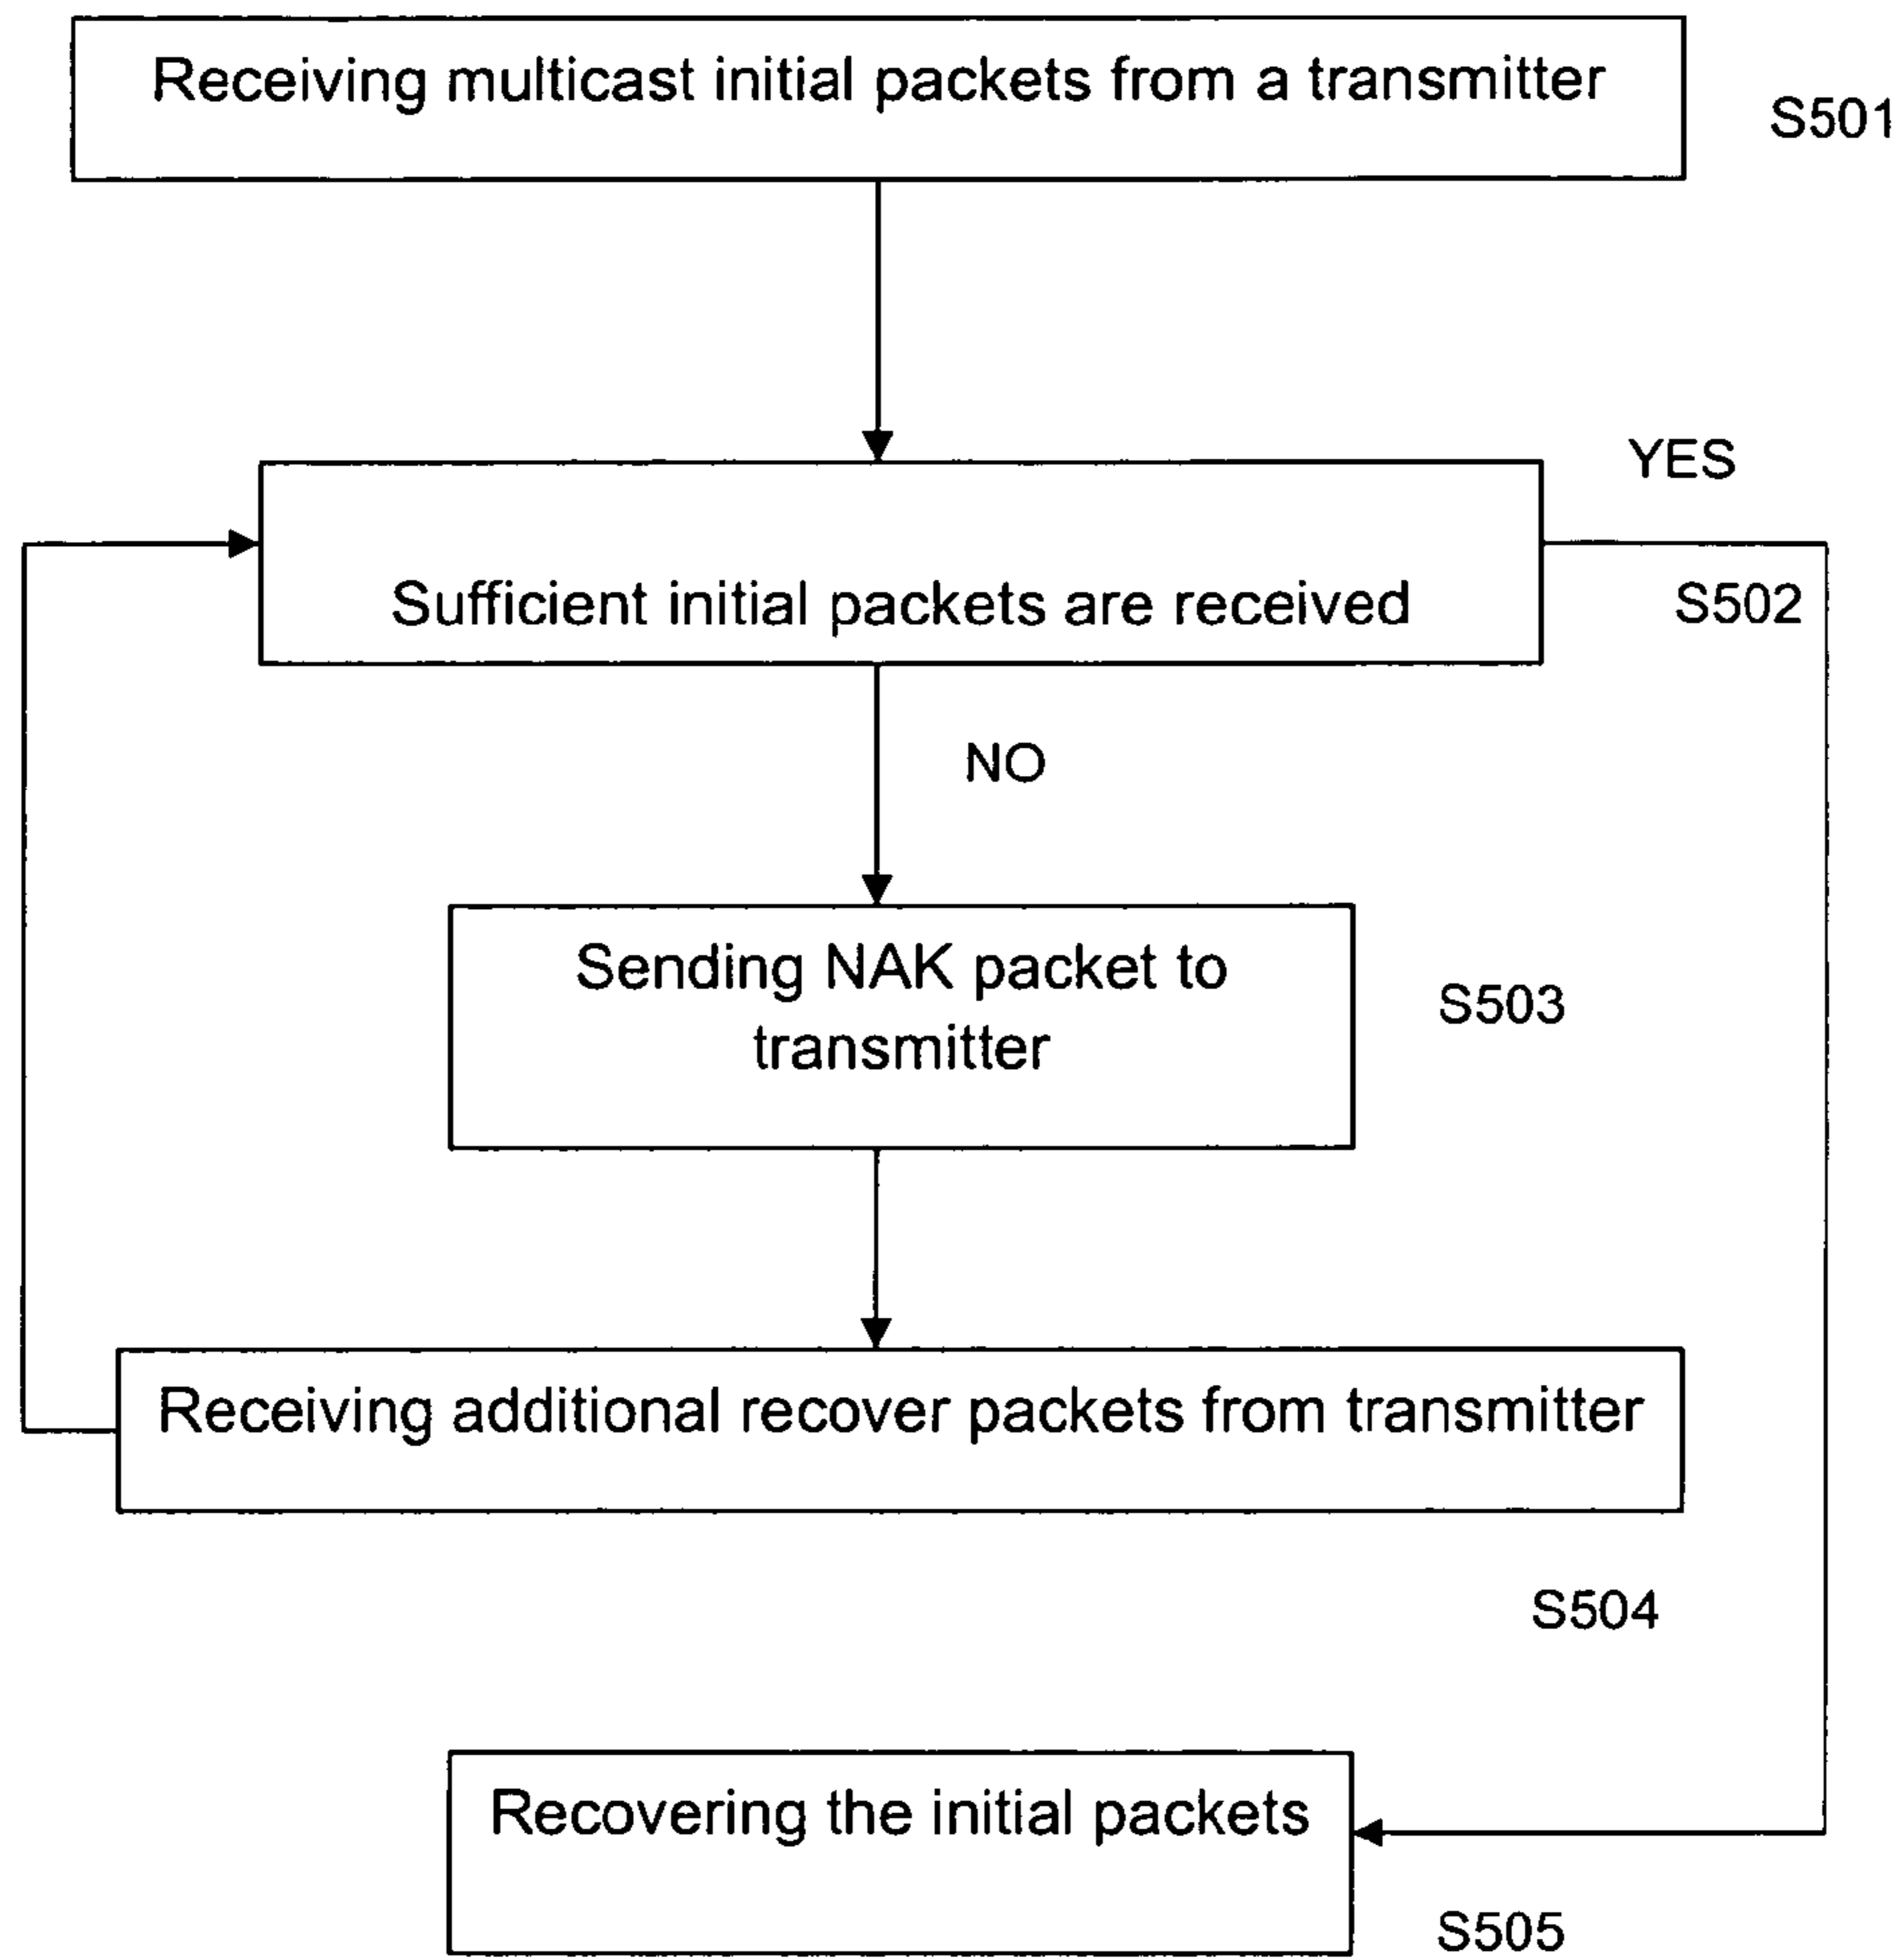 Receiving multicast initial packets from a transmitter
S501
YES
Sufficient initial packets are received
S502
NO
Sending NAK packet to
transmitter
S503
Receiving additional recover packets from transmitter
S504
Recovering the initial packets
S505